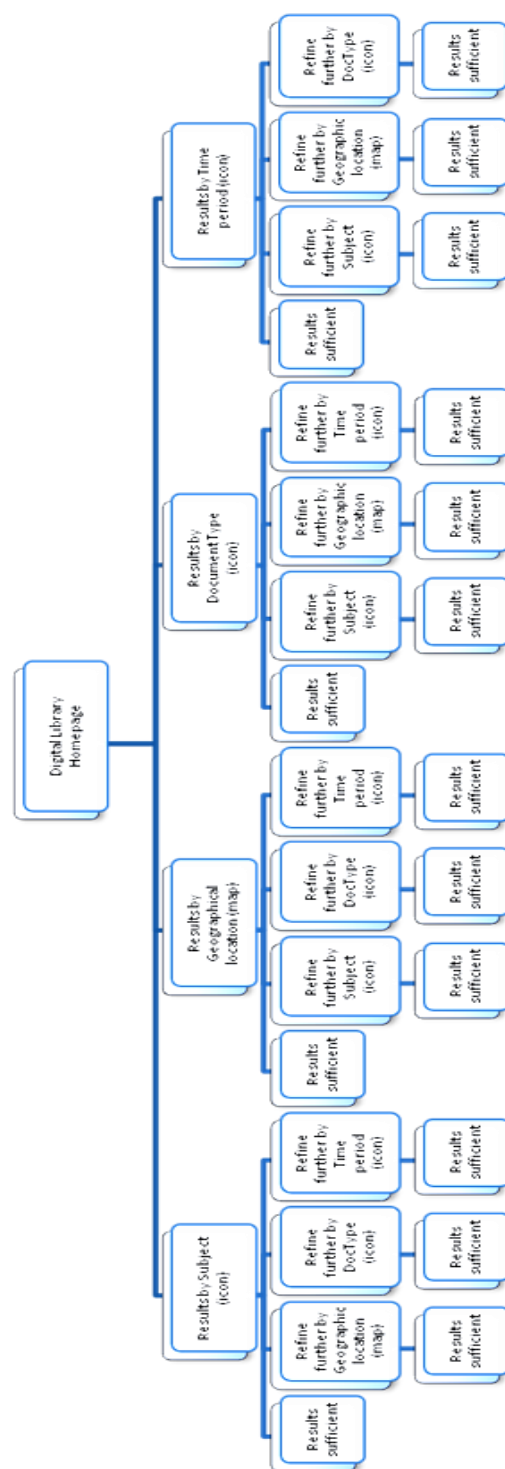 Digital Library
Homepage
Results by Subject
(icon)
Results by
Geographical
location (map)
Results by
Document Type
(icon)
Results by Time
period (icon)
Results
sufficient
Refine
further by
Geographic
location
(map)
Refine
further by
DocType
(icon)
Refine
further by
Time
period
(icon)
Results
sufficient
Refine
further by
Subject
(icon)
Refine
further by
DocType
(icon)
Refine
further by
Time
period
(icon)
Results
sufficient
Refine
further by
Subject
(icon)
Refine
further by
Geographic
location
(map)
Refine
further by
Time
period
(icon)
Results
sufficient
Refine
further by
Subject
(icon)
Refine
further by
Geographic
location
(map)
Refine
further by
DocType
(icon)
Results
sufficient
Results
sufficient
Results
sufficient
Results
sufficient
Results
sufficient
Results
sufficient
Results
sufficient
Results
sufficient
Results
sufficient
Results
sufficient
Results
sufficient
Results
sufficient